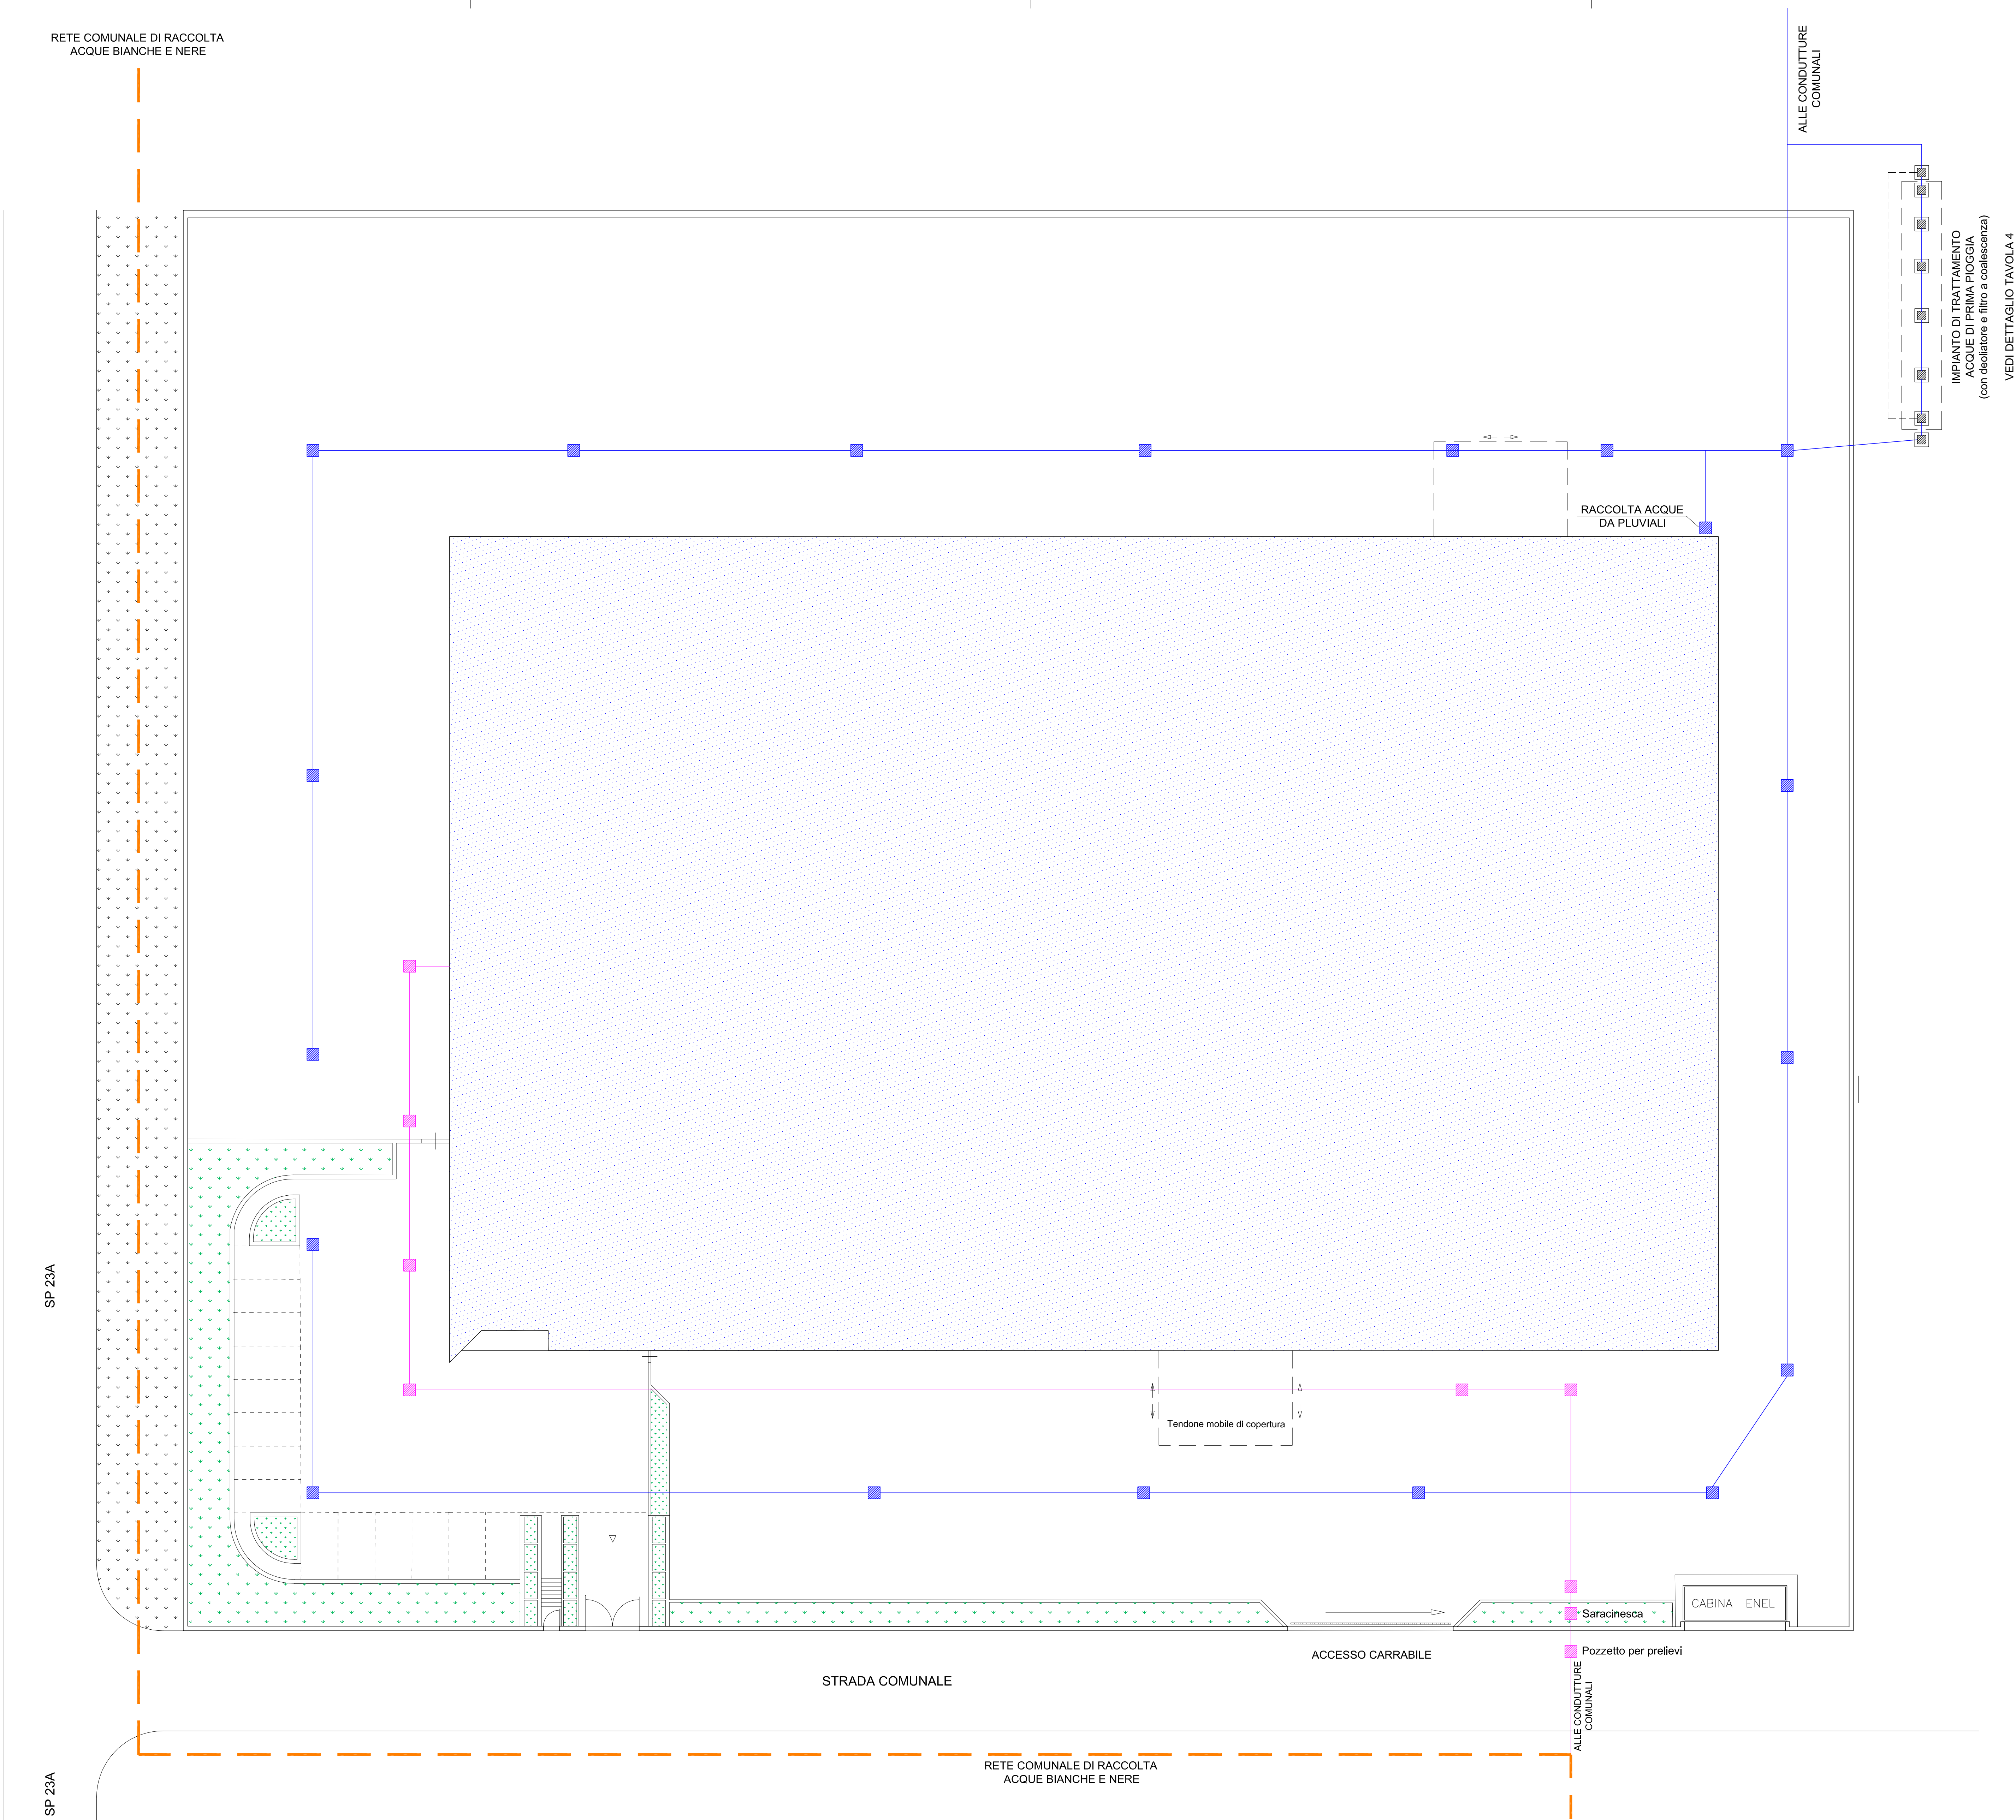 RETE COMUNALE DI RACCOLTA
ACQUE BIANCHE E NERE
ALLE CONDUTTURE
COMUNALI
IMPIANTO DI TRATTAMENTO
ACQUE DI PRIMA PIOGGIA
(con deoliatore e filtro a coalescenza)
VEDI DETTAGLIO TAVOLA 4
RACCOLTA ACQUE
DA PLUVIALI
SP 23A
Tendone mobile di copertura
CABINA ENEL
Saracinesca
Pozzetto per prelievi
ACCESSO CARRABILE
STRADA COMUNALE
ALLE CONDUTTURE
COMUNALI
RETE COMUNALE DI RACCOLTA
ACQUE BIANCHE E NERE
SP 23A